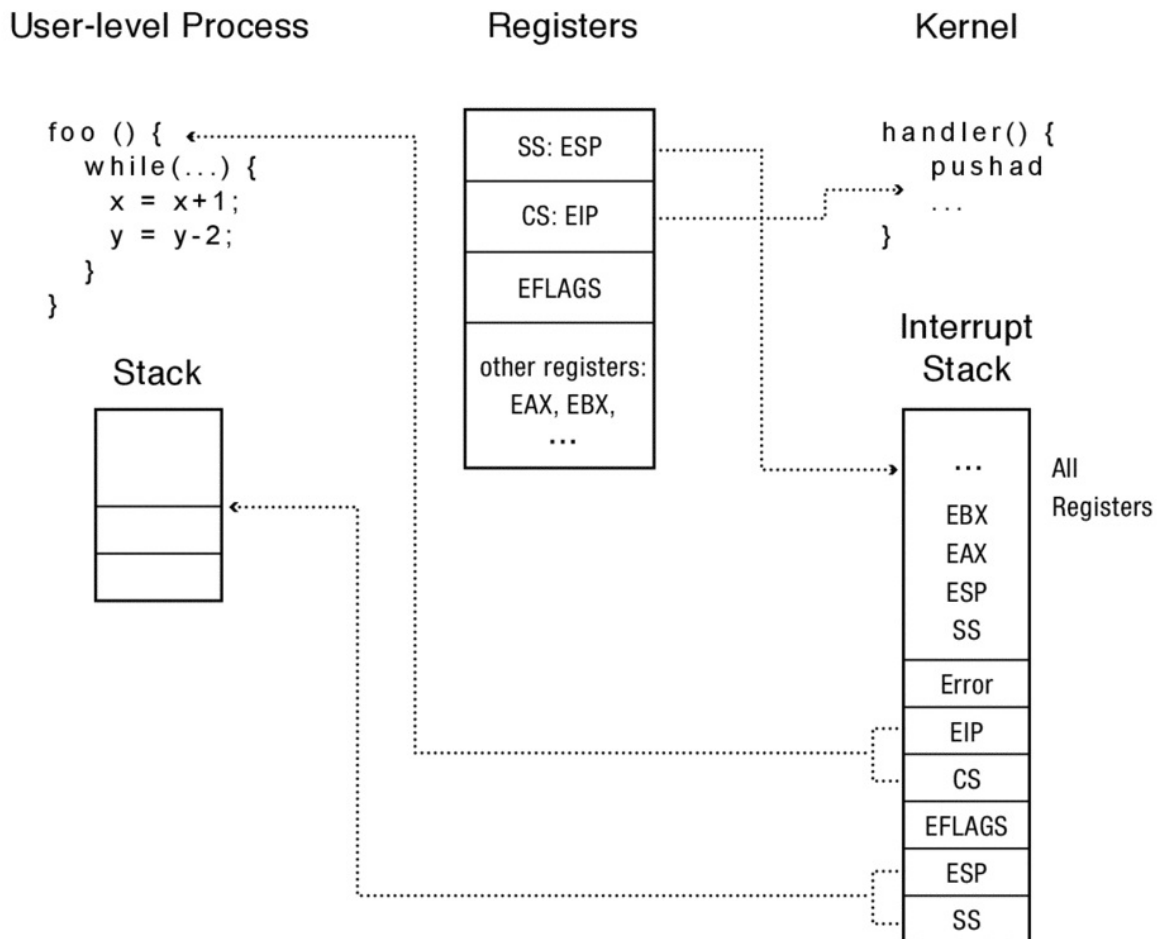 User-level Process
Registers
Kernel
foo () {
while(...) {
x = x+1;
y = y-2;
}
}
Stack
SS: ESP
CS: EIP
EFLAGS
other registers:
EAX, EBX,
...
handler() {
pushad
...
}
Interrupt
Stack
...
EBX
EAX
ESP
SS
Error
EIP
CS
EFLAGS
ESP
SS
All
Registers